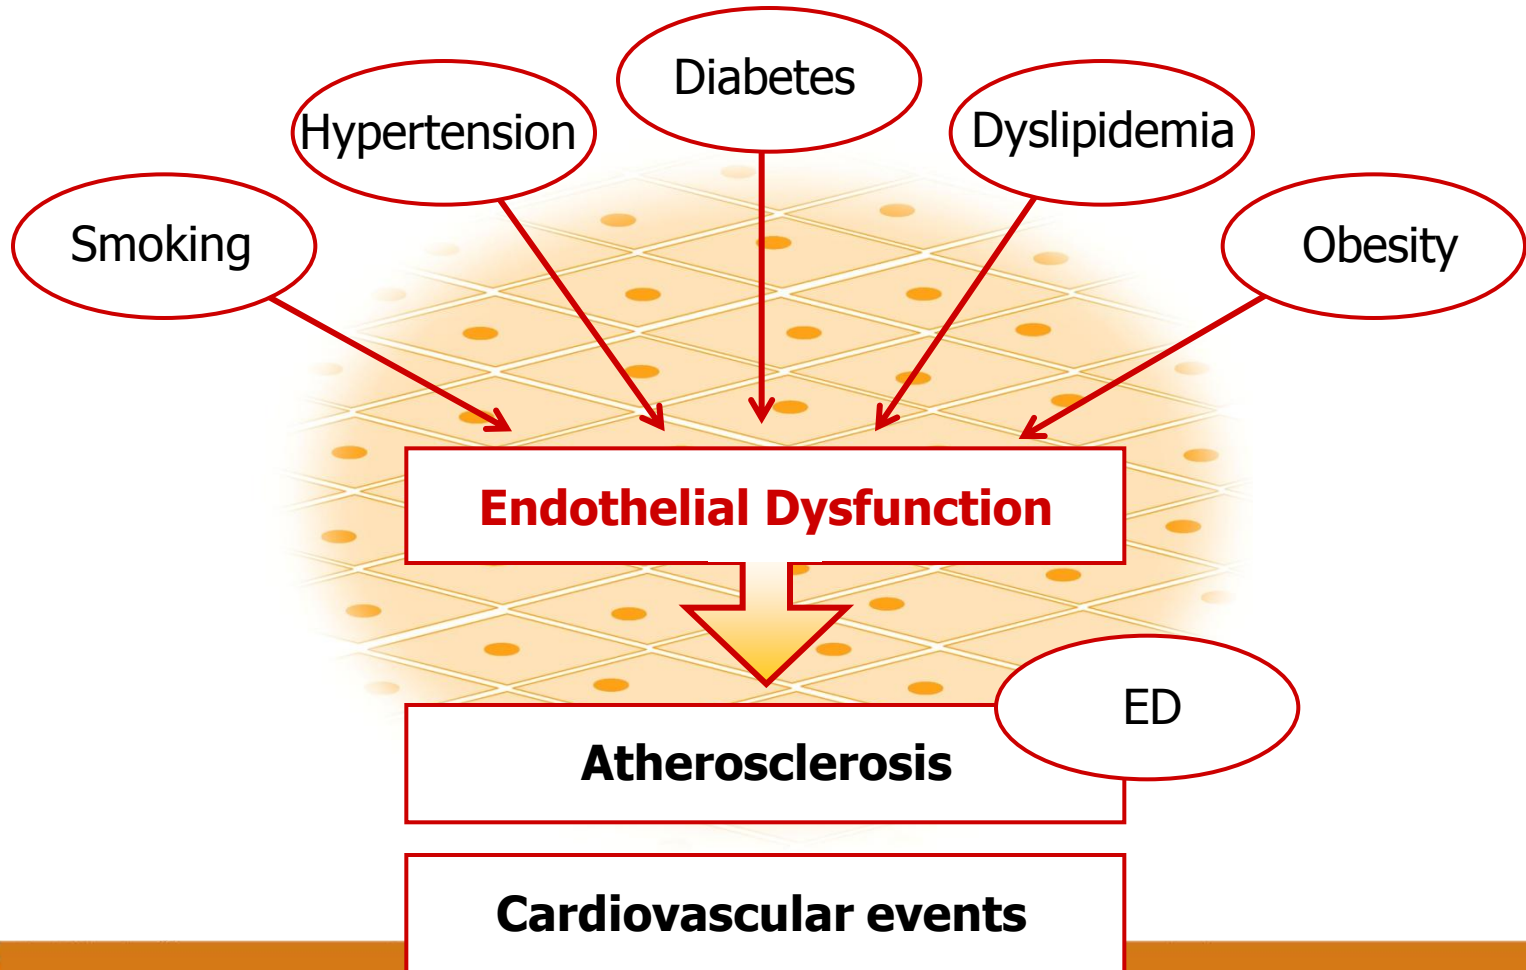 Diabetes
Hypertension
Dyslipidemia
Smoking
Obesity
Endothelial Dysfunction
ED
Atherosclerosis
Cardiovascular events